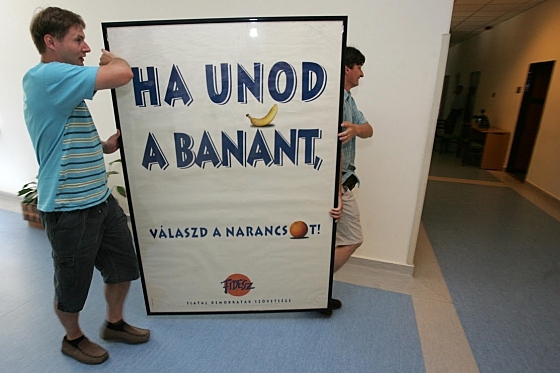 HA UNOD
A BANÁNT,
VÁLASZD A NARANCSOT!
FIDESZ
FIATAL DEMOKRATÁK SZÖVETSÉGE